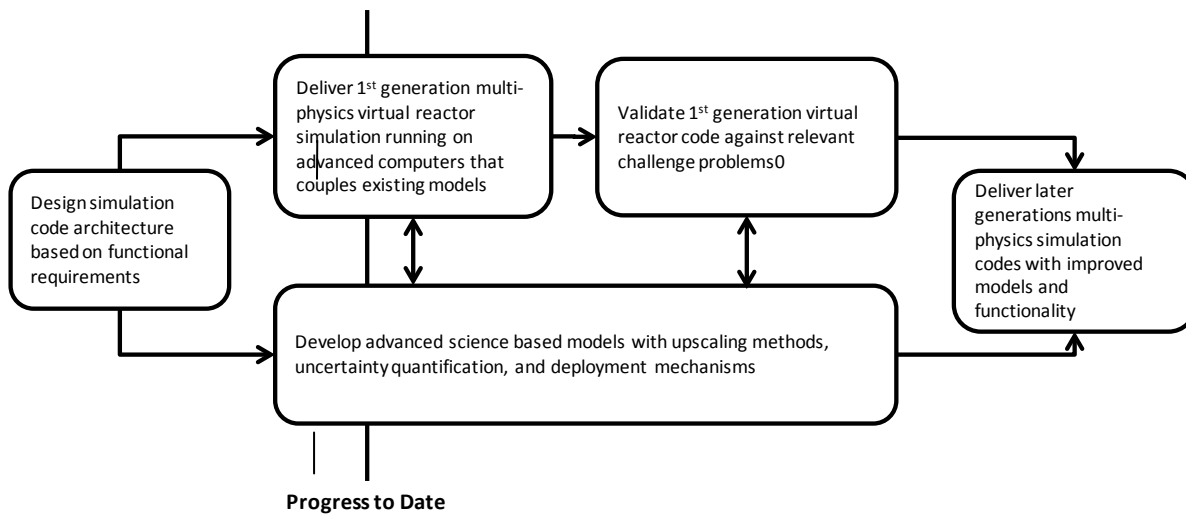 Deliver 1st generation multi-
physics virtual reactor
simulation running on
advanced computers that
couples existing models
Validate 1st generation virtual
reactor code against relevant
challenge problems0
Design simulation
code architecture
based on functional
requirements
Deliver later
generations multi-
physics simulation
codes with improved
models and
functionality
Develop advanced science based models with upscaling methods,
uncertainty quantification, and deployment mechanisms
Progress to Date